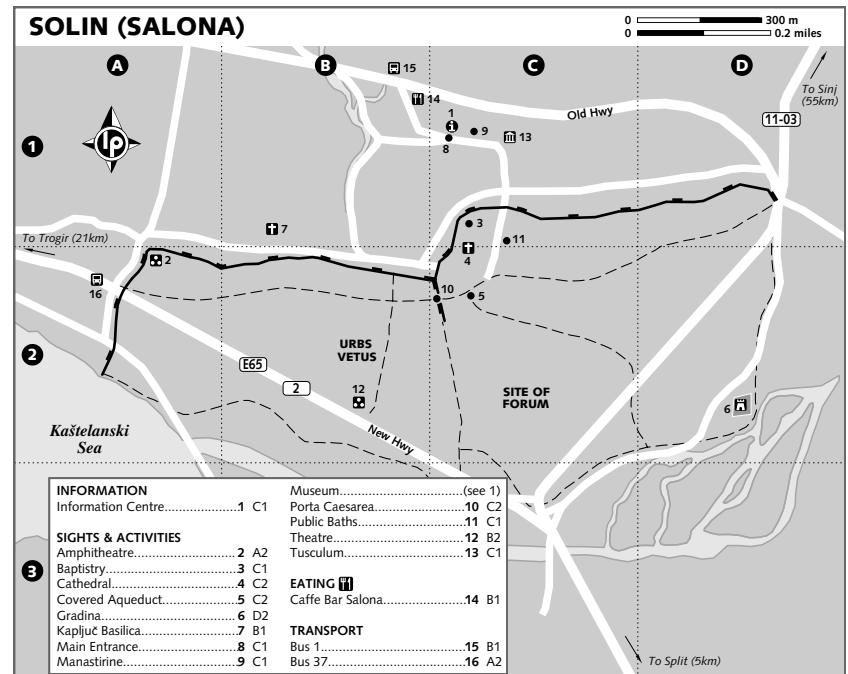 SOLIN (SALONA)
0 300 m
0 0.2 miles
A B C D
15
14
1
9
8
13
Old Hwy
To Sinj
(55km)
11-03
1
lp
7
3
4
11
To Trogir (21km)
2
16
10
5
2
URBS
VETUS
E65
2
12
SITE OF
FORUM
6
New Hwy
Kaštelanski
Sea
3
INFORMATION
Information Centre....................1 C1
SIGHTS & ACTIVITIES
Amphitheatre............................2 A2
Baptistry....................................3 C1
Cathedral...................................4 C2
Covered Aqueduct......................5 C2
Gradina......................................6 D2
Kapljuč Basilica..........................7 B1
Main Entrance............................8 C1
Manastirine................................9 C1
Museum............................(see 1)
Porta Caesarea.........................10 C2
Public Baths..............................11 C1
Theatre.....................................12 B2
Tusculum..................................13 C1
EATING
Caffe Bar Salona.......................14 B1
TRANSPORT
Bus 1........................................15 B1
Bus 37......................................16 A2
To Split (5km)